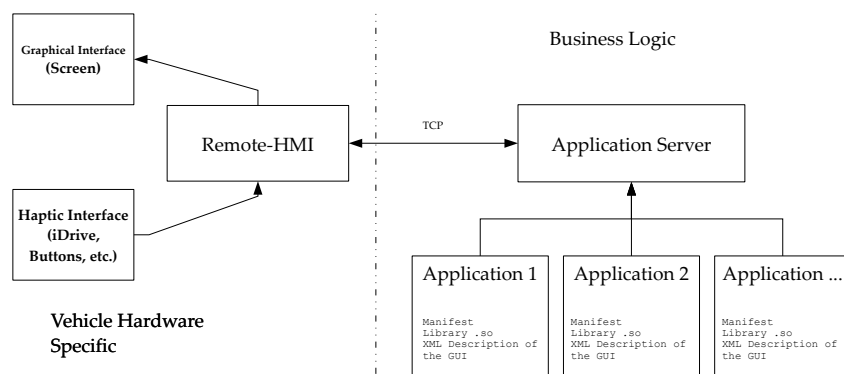 Graphical Interface
(Screen)
Business Logic
Remote-HMI
TCP
Application Server
Haptic Interface
(iDrive,
Buttons, etc.)
Application 1
Manifest
Library .so
XML Description of
the GUI
Application 2
Manifest
Library .so
XML Description of
the GUI
Application ...
Manifest
Library .so
XML Description of
the GUI
Vehicle Hardware
Specific